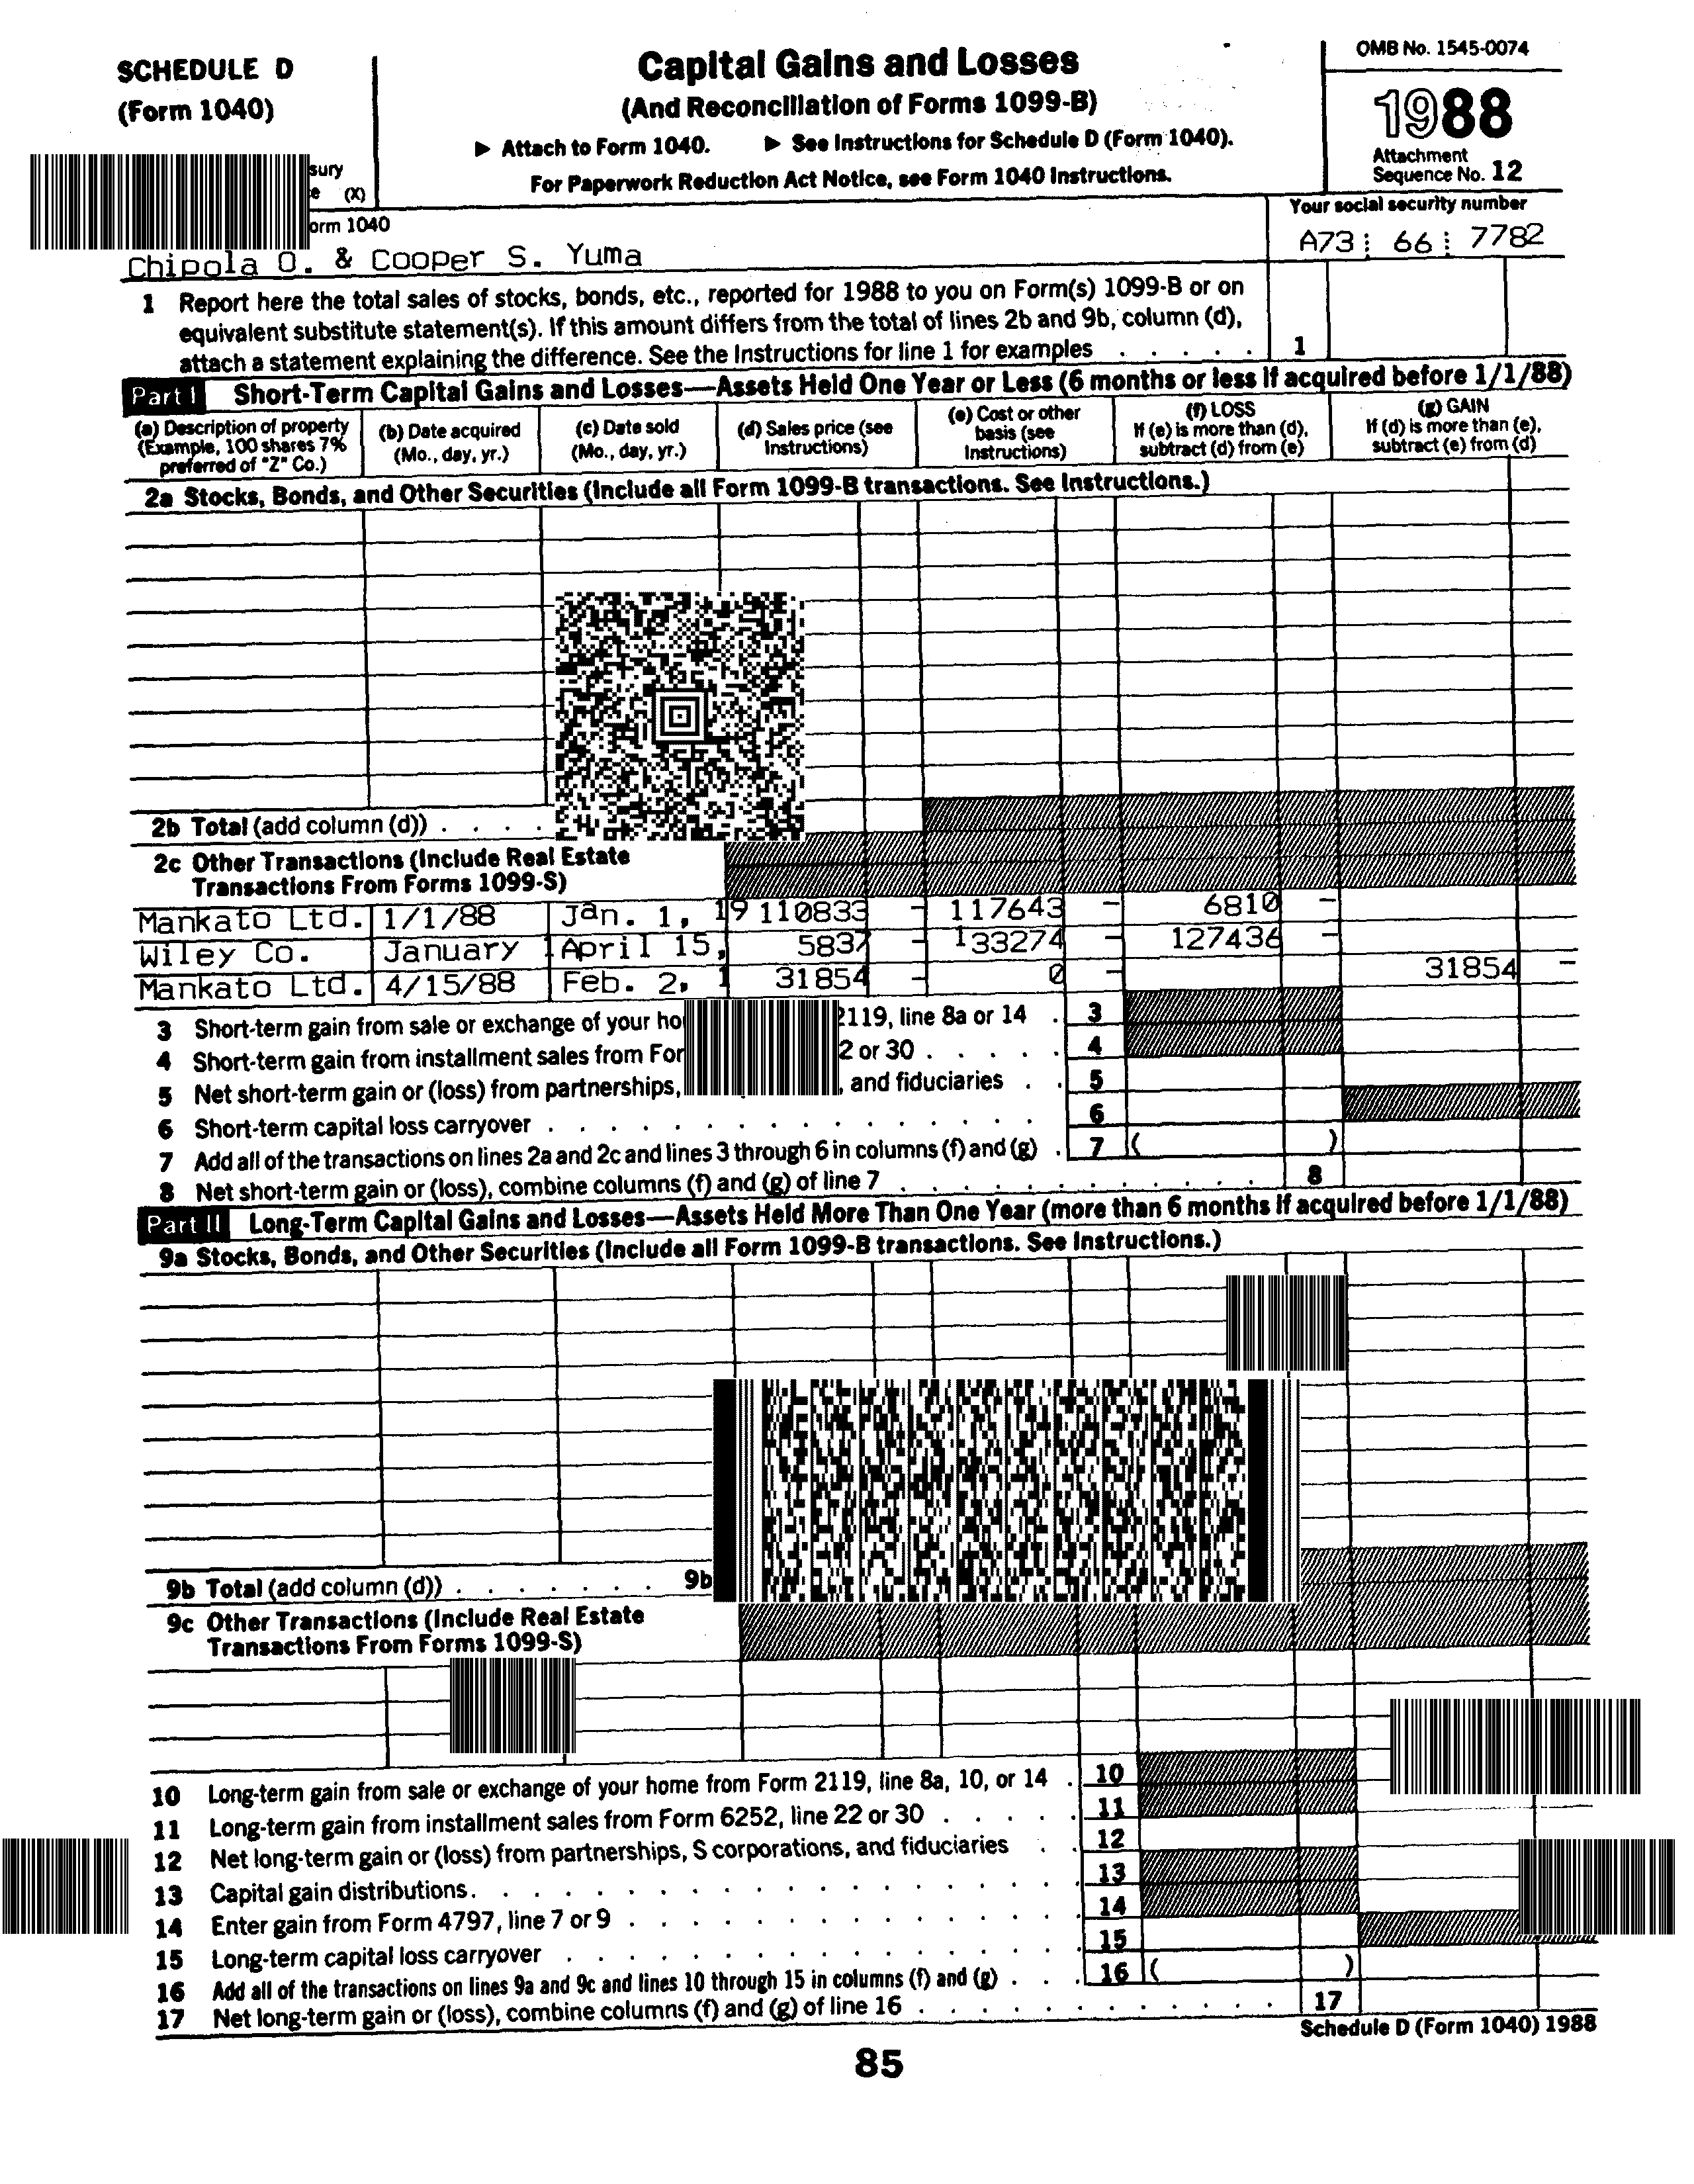 SCHEDULE D
(Form 1040)
sury
(X)
orm 1040
Capital Gains and Losses
(And Reconciliation of Forms 1099-B)
▶ Attach to Form 1040. ▶ See Instructions for Schedule D (Form 1040).
For Paperwork Reduction Act Notice, see Form 1040 Instructions.
OMB No. 1545-0074
1988
Attachment
Sequence No. 12
Your social security number
Chipola O. & Cooper S. Yuma
A73 66 7782
1 Report here the total sales of stocks, bonds, etc., reported for 1988 to you on Form(s) 1099-B or on
equivalent substitute statement(s). If this amount differs from the total of lines 2b and 9b, column (d),
attach a statement explaining the difference. See the Instructions for line 1 for examples . . . . . 1
Part I Short-Term Capital Gains and Losses—Assets Held One Year or Less (6 months or less if acquired before 1/1/88)
(a) Description of property
(Example, 100 shares 7%
preferred of "Z" Co.)
(b) Date acquired
(Mo., day, yr.)
(c) Date sold
(Mo., day, yr.)
(d) Sales price (see
Instructions)
(e) Cost or other
basis (see
Instructions)
(f) LOSS
If (e) is more than (d),
subtract (d) from (e)
(g) GAIN
If (d) is more than (e),
subtract (e) from (d)
2a Stocks, Bonds, and Other Securities (Include all Form 1099-B transactions. See Instructions.)
2b Total (add column (d)) . . . .
2c Other Transactions (Include Real Estate
Transactions From Forms 1099-S)
Mankato Ltd. 1/1/88 Jan. 1, 19 110833 - 117643 - 6810 -
Wiley Co. January 1 April 15, 5837 - 133274 - 127436 -
Mankato Ltd. 4/15/88 Feb. 2, 1 31854 - 0 - 31854 -
3 Short-term gain from sale or exchange of your ho 2119, line 8a or 14 . 3
4 Short-term gain from installment sales from For 2 or 30 . . . . . 4
5 Net short-term gain or (loss) from partnerships, , and fiduciaries . . 5
6 Short-term capital loss carryover . . . . . . . . . . . . . . . 6
7 Add all of the transactions on lines 2a and 2c and lines 3 through 6 in columns (f) and (g) . 7 ( )
8 Net short-term gain or (loss), combine columns (f) and (g) of line 7 . . . . . . . . . . . . 8
Part II Long-Term Capital Gains and Losses—Assets Held More Than One Year (more than 6 months if acquired before 1/1/88)
9a Stocks, Bonds, and Other Securities (Include all Form 1099-B transactions. See Instructions.)
9b Total (add column (d)) . . . . . . . 9b
9c Other Transactions (Include Real Estate
Transactions From Forms 1099-S)
10 Long-term gain from sale or exchange of your home from Form 2119, line 8a, 10, or 14 . 10
11 Long-term gain from installment sales from Form 6252, line 22 or 30 . . . . . 11
12 Net long-term gain or (loss) from partnerships, S corporations, and fiduciaries . . 12
13 Capital gain distributions. . . . . . . . . . . . . . . . . . . 13
14 Enter gain from Form 4797, line 7 or 9 . . . . . . . . . . . . . . 14
15 Long-term capital loss carryover . . . . . . . . . . . . . . . . 15
16 Add all of the transactions on lines 9a and 9c and lines 10 through 15 in columns (f) and (g) . . . 16 ( )
17 Net long-term gain or (loss), combine columns (f) and (g) of line 16 . . . . . . . . . . . . 17
Schedule D (Form 1040) 1988
85